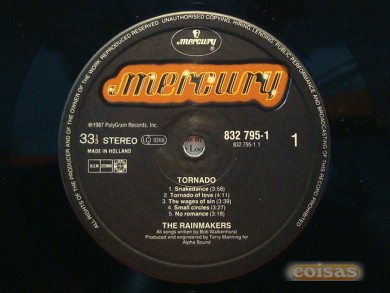 ALL RIGHTS OF THE PRODUCER AND OF THE OWNER OF THE WORK REPRODUCED RESERVED UNAUTHORISED COPYING, HIRING, LENDING, PUBLIC PERFORMANCE AND BROADCASTING OF THIS RECORD PROHIBITED
mercury
mercury
℗1987 PolyGram Records, Inc.
33⅓ STEREO
LC 0268
MADE IN HOLLAND
832 795-1
832 795-1.1
1
STEMRA
TORNADO
1. Snakedance (3:58)
2. Tornado of love (4:11)
3. The wages of sin (3:39)
4. Small circles (3:27)
5. No romance (3:18)
THE RAINMAKERS
All songs written by Bob Walkenhorst
Produced and engineered by Terry Manning for
Alpha Sound
coisas